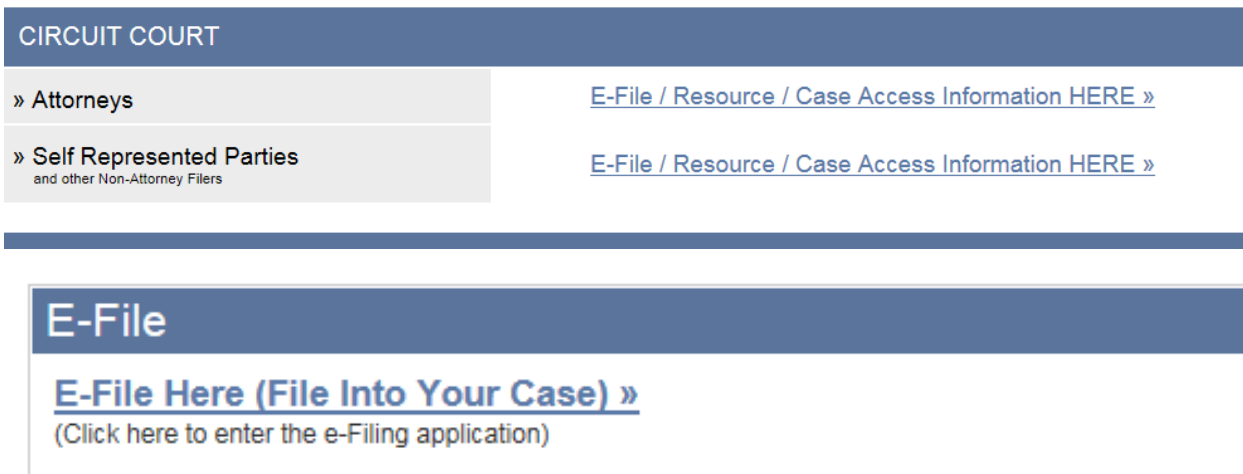 CIRCUIT COURT
» Attorneys
E-File / Resource / Case Access Information HERE »
» Self Represented Parties
and other Non-Attorney Filers
E-File / Resource / Case Access Information HERE »
E-File
E-File Here (File Into Your Case) »
(Click here to enter the e-Filing application)